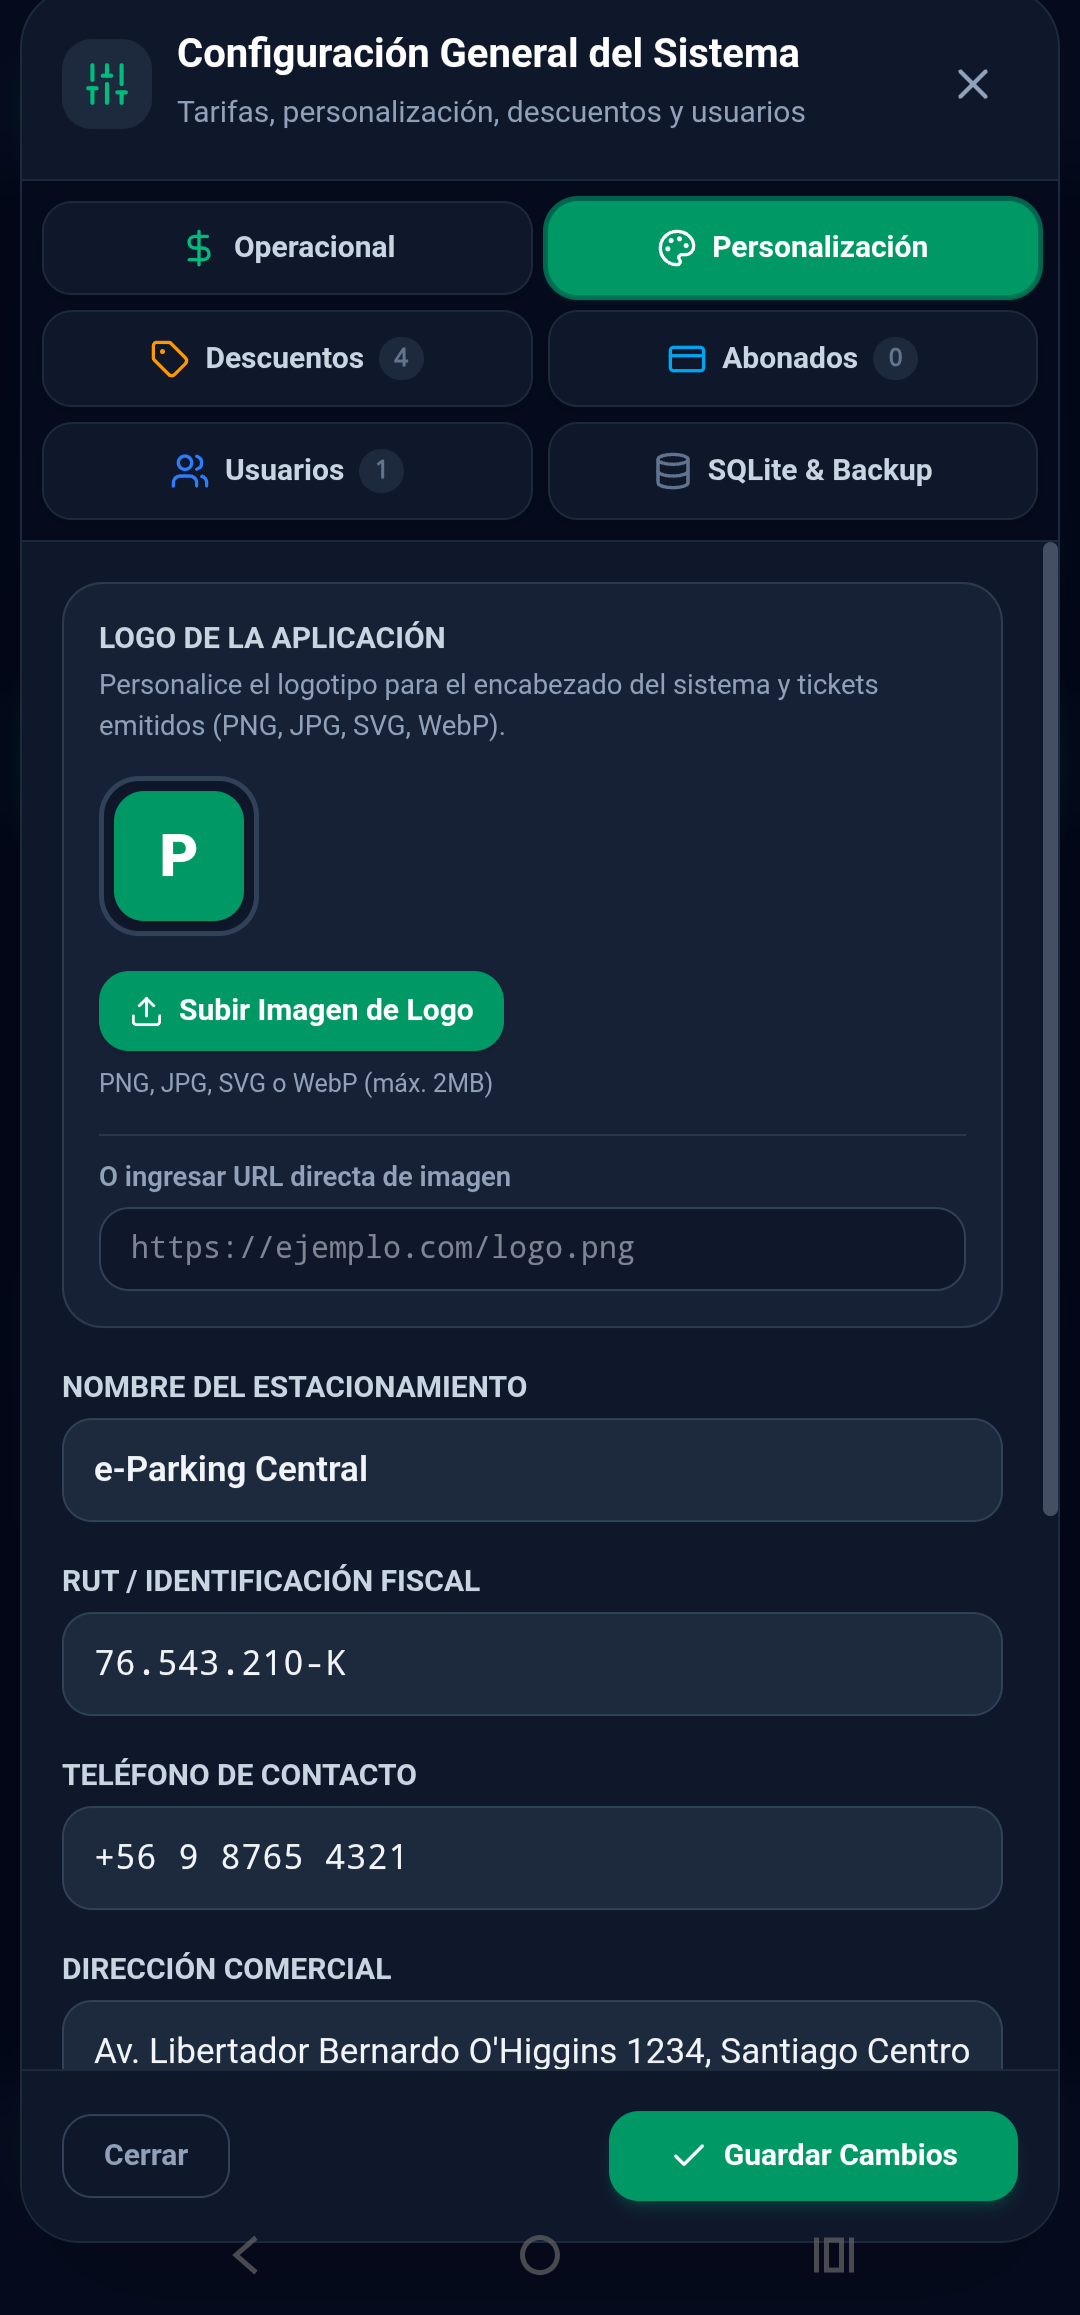 Configuración General del Sistema
Tarifas, personalización, descuentos y usuarios
Operacional
Personalización
Descuentos 4
Abonados 0
Usuarios 1
SQLite & Backup
LOGO DE LA APLICACIÓN
Personalice el logotipo para el encabezado del sistema y tickets
emitidos (PNG, JPG, SVG, WebP).
P
Subir Imagen de Logo
PNG, JPG, SVG o WebP (máx. 2MB)
O ingresar URL directa de imagen
https://ejemplo.com/logo.png
NOMBRE DEL ESTACIONAMIENTO
e-Parking Central
RUT / IDENTIFICACIÓN FISCAL
76.543.210-K
TELÉFONO DE CONTACTO
+56 9 8765 4321
DIRECCIÓN COMERCIAL
Av. Libertador Bernardo O'Higgins 1234, Santiago Centro
Cerrar
Guardar Cambios